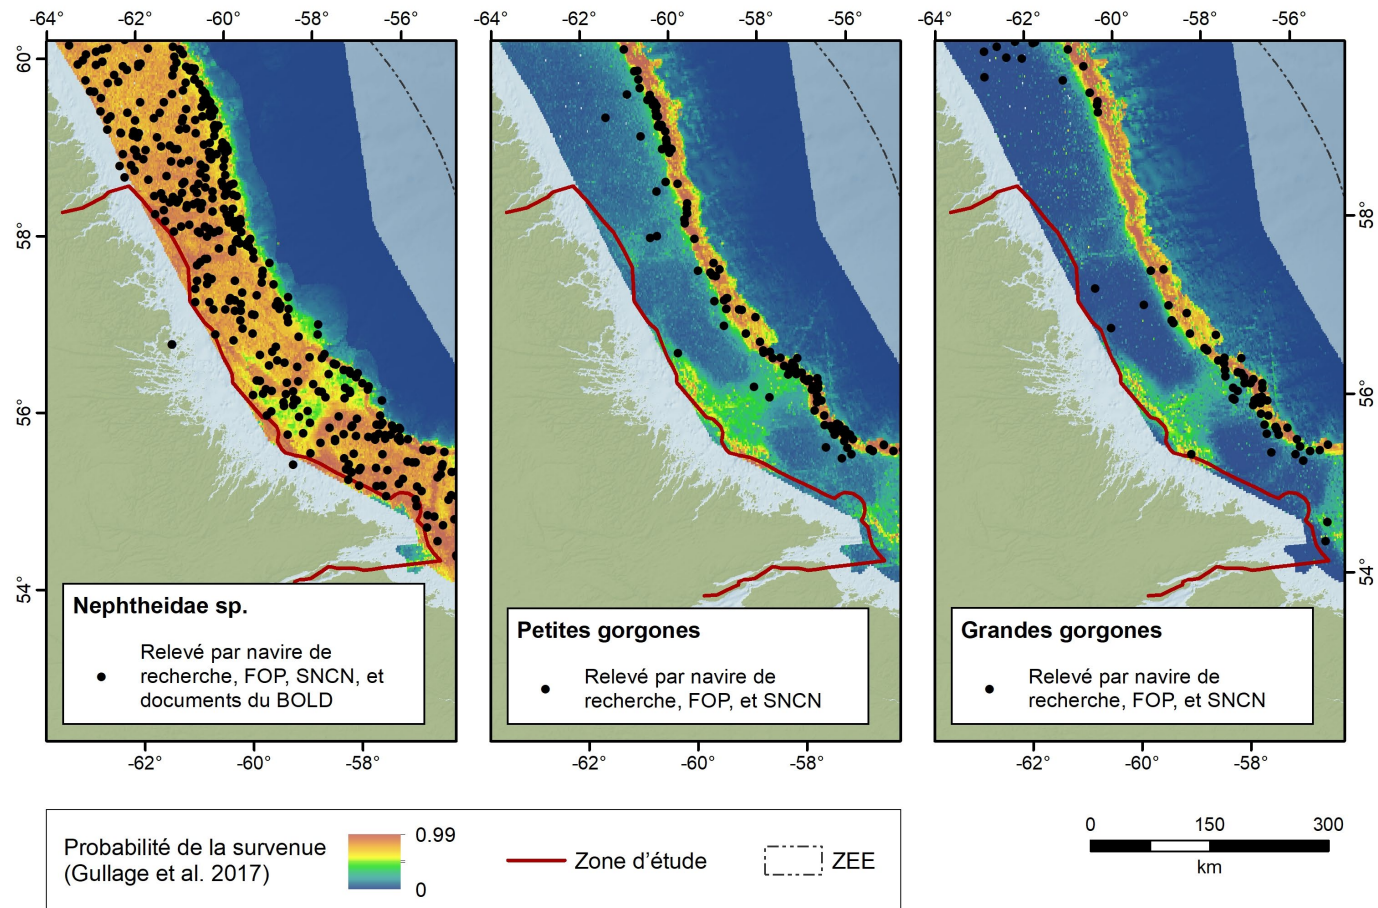 -64 -62° -60° -58° -56° -64 -62° -60° -58° -56° -64 -62° -60° -58° -56°
60°
58°
56°
54°
58°
56°
54°
Nephtheidae sp.
Relevé par navire de
recherche, FOP, SNCN, et
documents du BOLD
Petites gorgones
Relevé par navire de
recherche, FOP, et SNCN
Grandes gorgones
Relevé par navire de
recherche, FOP, et SNCN
-62° -60° -58° -62° -60° -58° -62° -60° -58°
Probabilité de la survenue
(Gullage et al. 2017)
0.99
0
Zone d'étude
ZEE
0 150 300
km